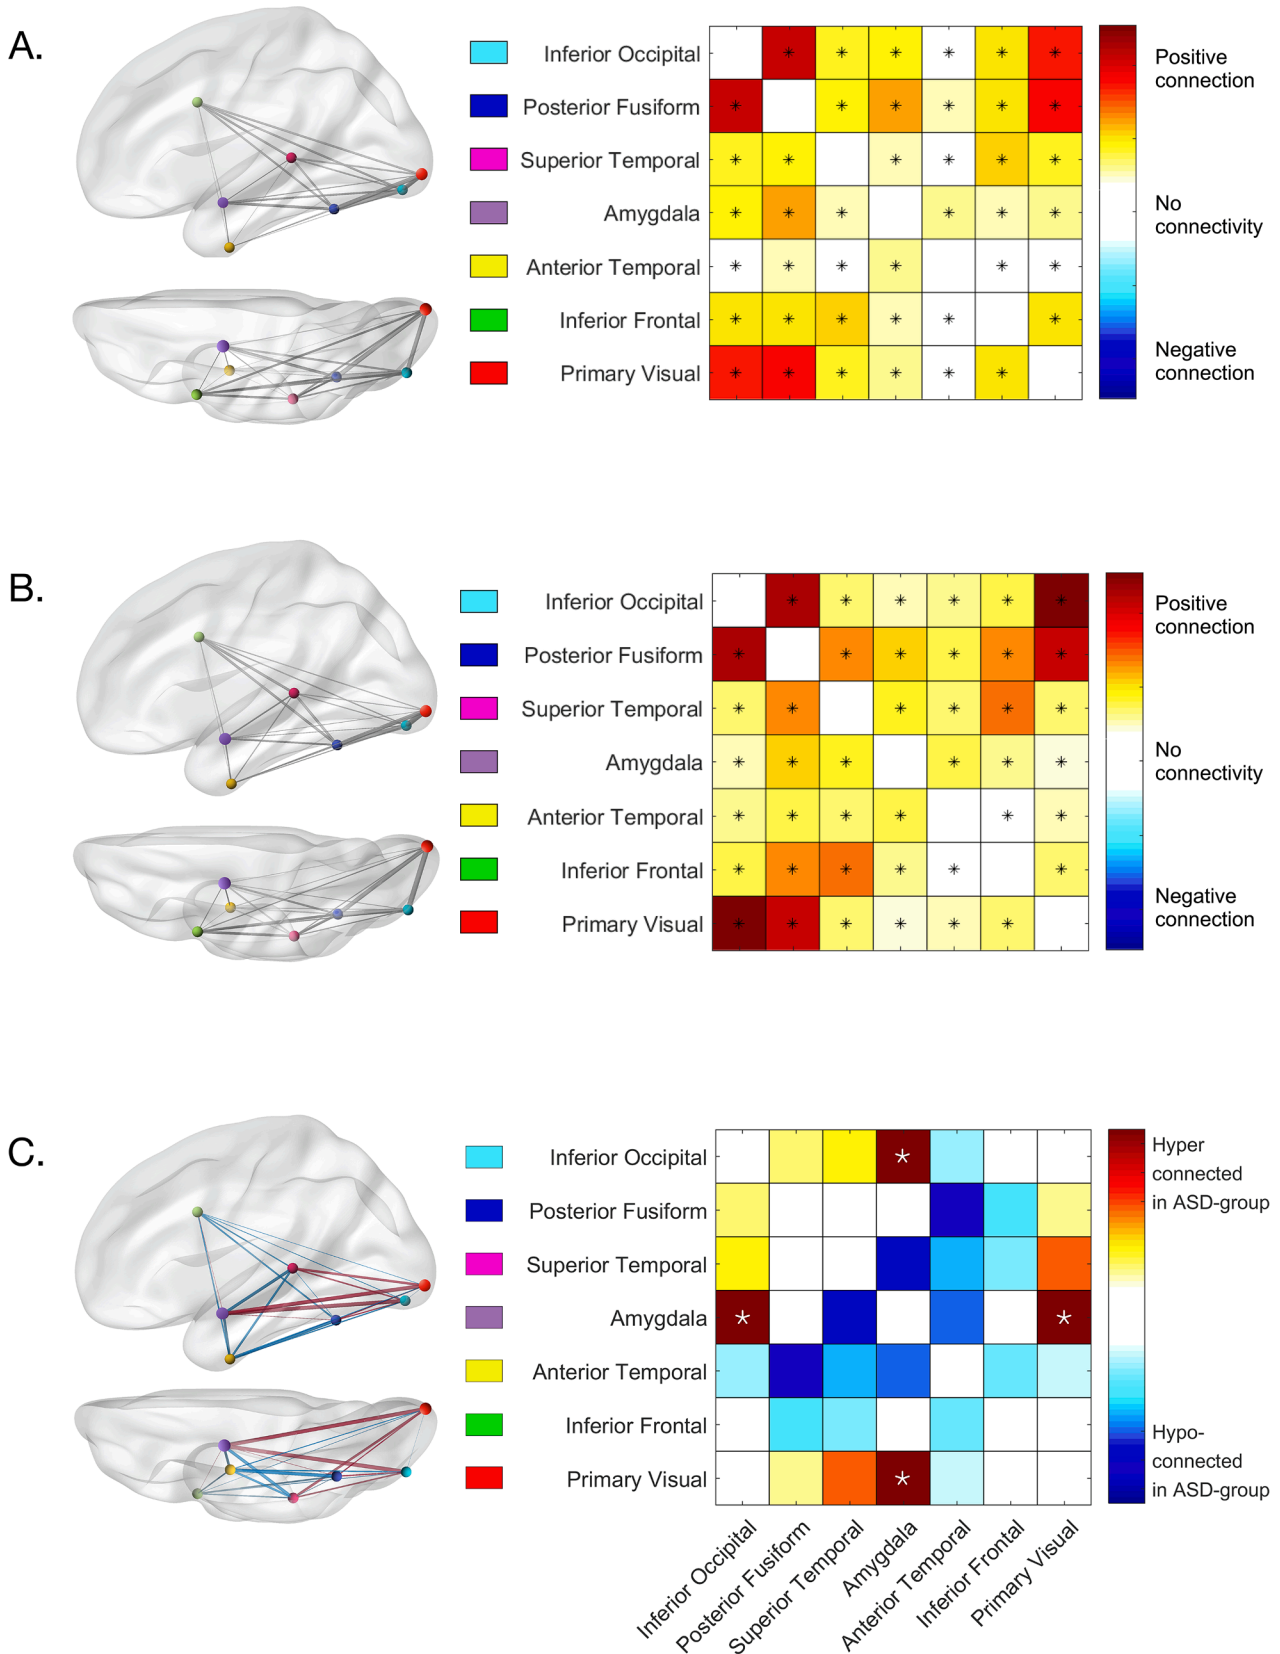 A.
Inferior Occipital
Posterior Fusiform
Superior Temporal
Amygdala
Anterior Temporal
Inferior Frontal
Primary Visual
Positive
connection
No
connectivity
Negative
connection
B.
Inferior Occipital
Posterior Fusiform
Superior Temporal
Amygdala
Anterior Temporal
Inferior Frontal
Primary Visual
Positive
connection
No
connectivity
Negative
connection
C.
Inferior Occipital
Posterior Fusiform
Superior Temporal
Amygdala
Anterior Temporal
Inferior Frontal
Primary Visual
Hyper
connected
in ASD-group
Hypo-
connected
in ASD-group
Inferior Occipital
Posterior Fusiform
Superior Temporal
Amygdala
Anterior Temporal
Inferior Frontal
Primary Visual